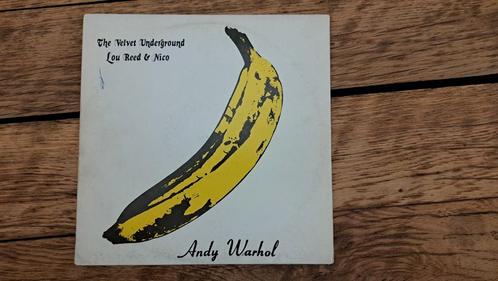 The Velvet Underground
Lou Reed & Nico
Andy Warhol